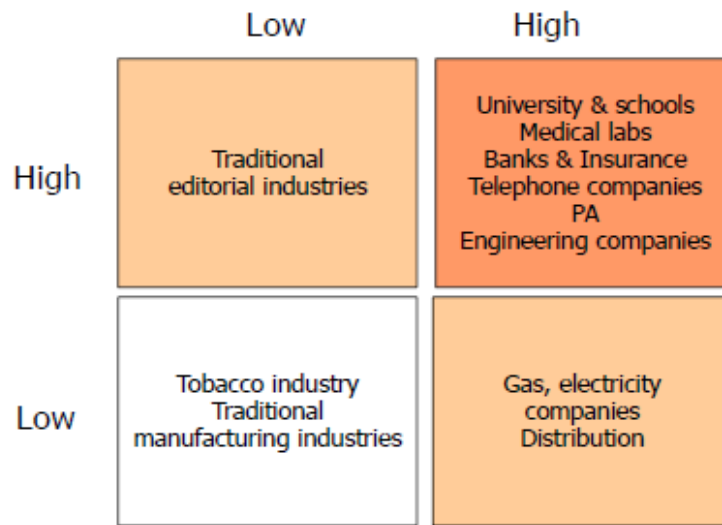 Low
High
High
Traditional
editorial industries
University & schools
Medical labs
Banks & Insurance
Telephone companies
PA
Engineering companies
Low
Tobacco industry
Traditional
manufacturing industries
Gas, electricity
companies
Distribution